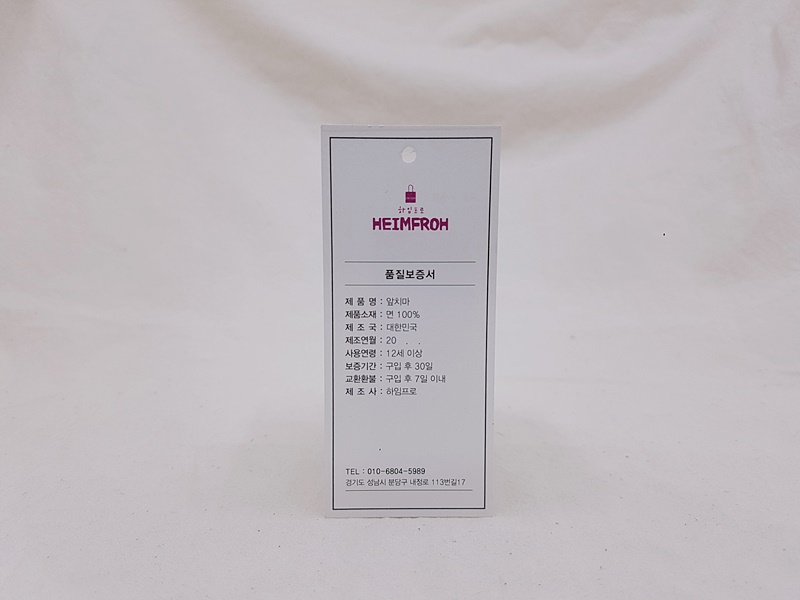 하임프로
HEIMFROH
품질보증서
제 품 명 : 앞치마
제품소재 : 면 100%
제 조 국 : 대한민국
제조연월 : 20 . .
사용연령 : 12세 이상
보증기간 : 구입 후 30일
교환환불 : 구입 후 7일 이내
제 조 사 : 하임프로
TEL : 010-6804-5989
경기도 성남시 분당구 내정로 113번길17